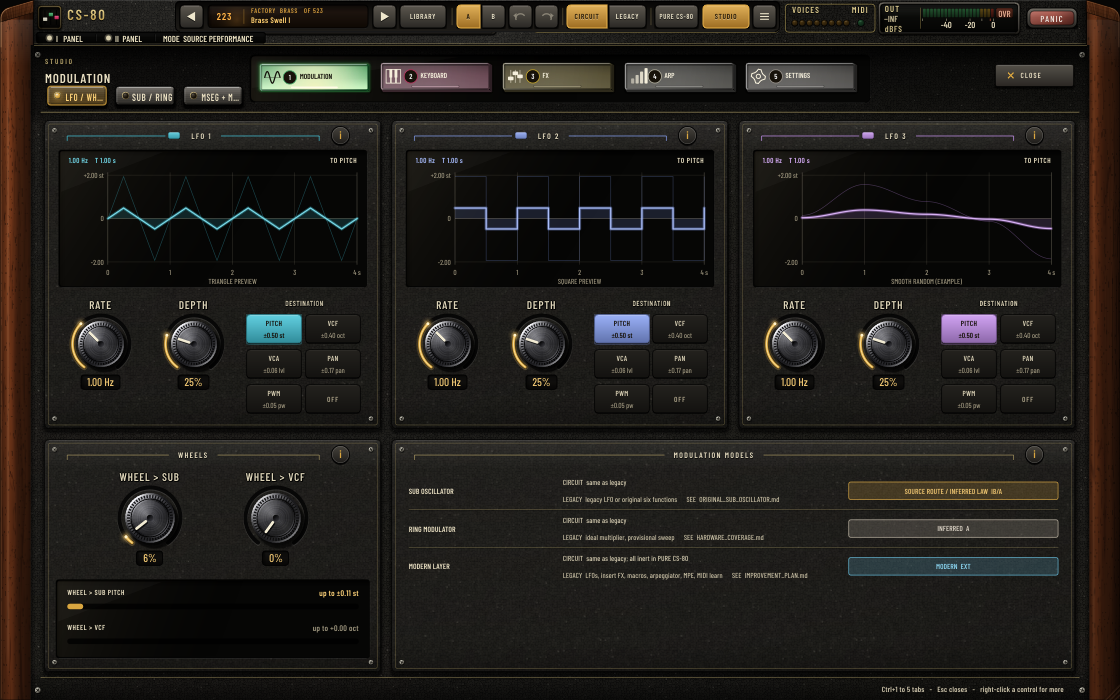 CS-80
223 FACTORY BRASS OF 523
Brass Swell I
LIBRARY
A B
CIRCUIT LEGACY
PURE CS-80
STUDIO
VOICES MIDI
OUT
-INF
dBFS
-40 -20 0
OVR
PANIC
I PANEL II PANEL MODE SOURCE PERFORMANCE
STUDIO
MODULATION
LFO / WH...
SUB / RING
MSEG + M...
1 MODULATION
2 KEYBOARD
3 FX
4 ARP
5 SETTINGS
✕ CLOSE
LFO 1
i
1.00 Hz T 1.00 s
TO PITCH
+2.00 st
0
-2.00
0 1 2 3 4 s
TRIANGLE PREVIEW
RATE
1.00 Hz
DEPTH
25%
DESTINATION
PITCH
±0.50 st
VCF
±0.40 oct
VCA
±0.06 lvl
PAN
±0.17 pan
PWM
±0.05 pw
OFF
LFO 2
i
1.00 Hz T 1.00 s
TO PITCH
+2.00 st
0
-2.00
0 1 2 3 4 s
SQUARE PREVIEW
RATE
1.00 Hz
DEPTH
25%
DESTINATION
PITCH
±0.50 st
VCF
±0.40 oct
VCA
±0.06 lvl
PAN
±0.17 pan
PWM
±0.05 pw
OFF
LFO 3
i
1.00 Hz T 1.00 s
TO PITCH
+2.00 st
0
-2.00
0 1 2 3 4 s
SMOOTH RANDOM (EXAMPLE)
RATE
1.00 Hz
DEPTH
25%
DESTINATION
PITCH
±0.50 st
VCF
±0.40 oct
VCA
±0.06 lvl
PAN
±0.17 pan
PWM
±0.05 pw
OFF
WHEELS
i
WHEEL > SUB
6%
WHEEL > VCF
0%
WHEEL > SUB PITCH up to ±0.11 st
WHEEL > VCF up to +0.00 oct
MODULATION MODELS
i
SUB OSCILLATOR
CIRCUIT same as legacy
LEGACY legacy LFO or original six functions SEE ORIGINAL_SUB_OSCILLATOR.md
SOURCE ROUTE / INFERRED LAW IB/A
RING MODULATOR
CIRCUIT same as legacy
LEGACY ideal multiplier, provisional sweep SEE HARDWARE_COVERAGE.md
INFERRED A
MODERN LAYER
CIRCUIT same as legacy; all inert in PURE CS-80
LEGACY LFOs, insert FX, macros, arpeggiator, MPE, MIDI learn SEE IMPROVEMENT_PLAN.md
MODERN EXT
Ctrl+1 to 5 tabs - Esc closes - right-click a control for more